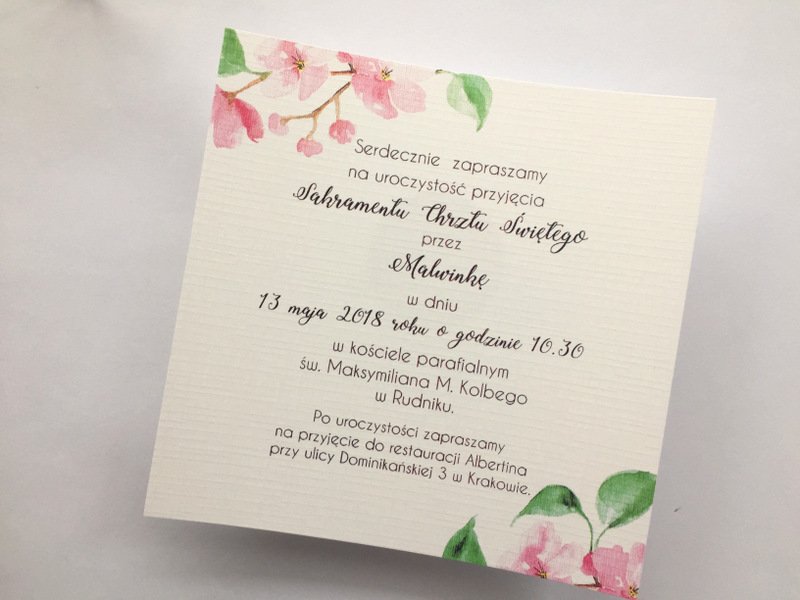 Serdecznie zapraszamy
na uroczystość przyjęcia
Sakramentu Chrztu Świętego
przez
Malwinkę
w dniu
13 maja 2018 roku o godzinie 10.30
w kościele parafialnym
św. Maksymiliana M. Kolbego
w Rudniku.
Po uroczystości zapraszamy
na przyjęcie do restauracji Albertina
przy ulicy Dominikańskiej 3 w Krakowie.